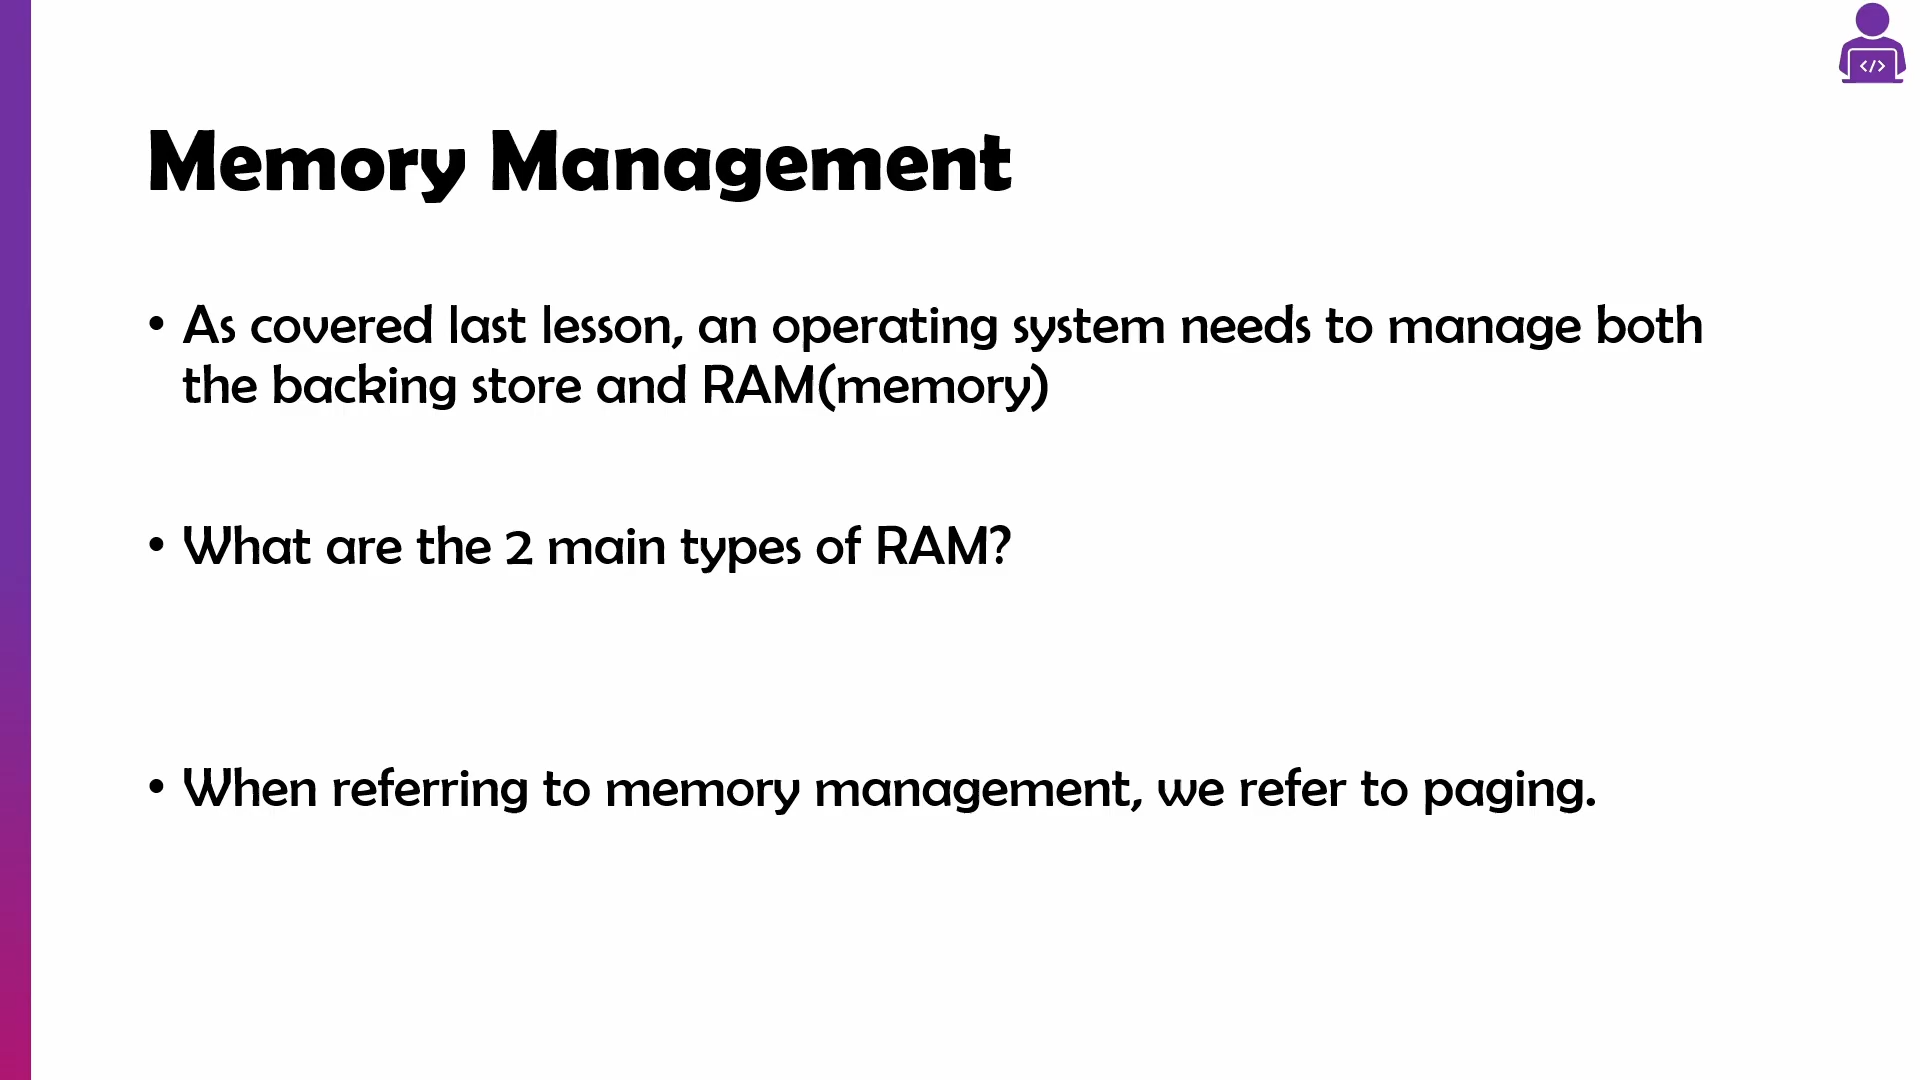 </>
Memory Management
• As covered last lesson, an operating system needs to manage both
the backing store and RAM(memory)
• What are the 2 main types of RAM?
• When referring to memory management, we refer to paging.